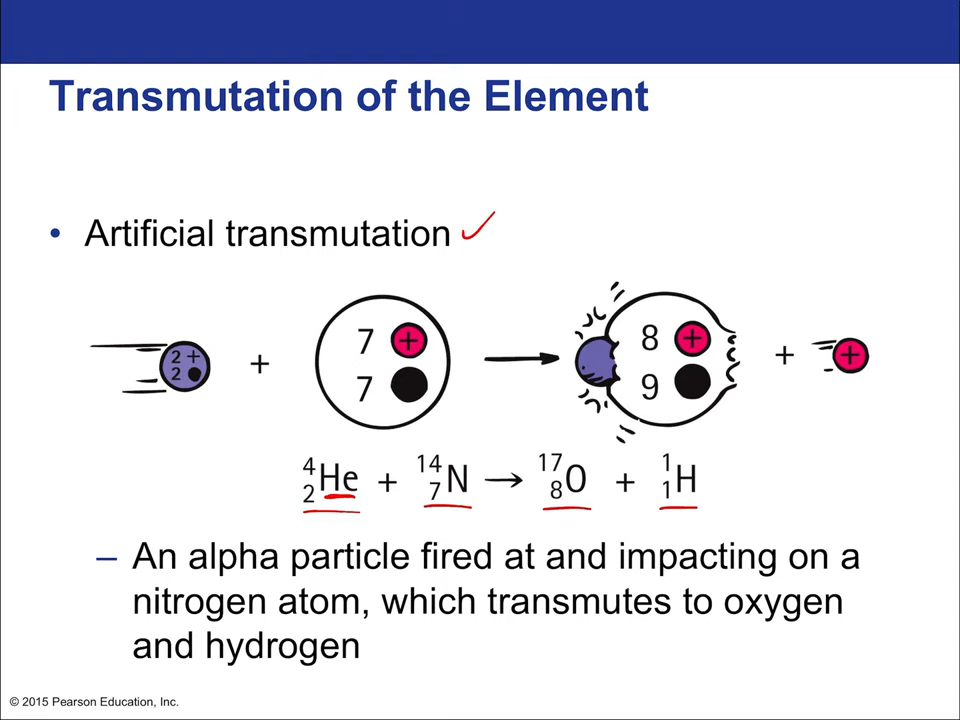 Transmutation of the Element
• Artificial transmutation ✓
2 +
2
+
7 +
7
8 +
9
+
+
⁴₂He + ¹⁴₇N → ¹⁷₈O + ¹₁H
– An alpha particle fired at and impacting on a
nitrogen atom, which transmutes to oxygen
and hydrogen
© 2015 Pearson Education, Inc.